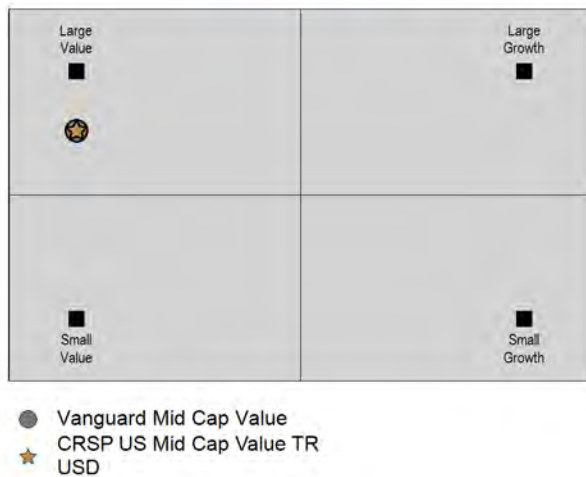 Large
Value
Large
Growth
Small
Value
Small
Growth
Vanguard Mid Cap Value
CRSP US Mid Cap Value TR
USD